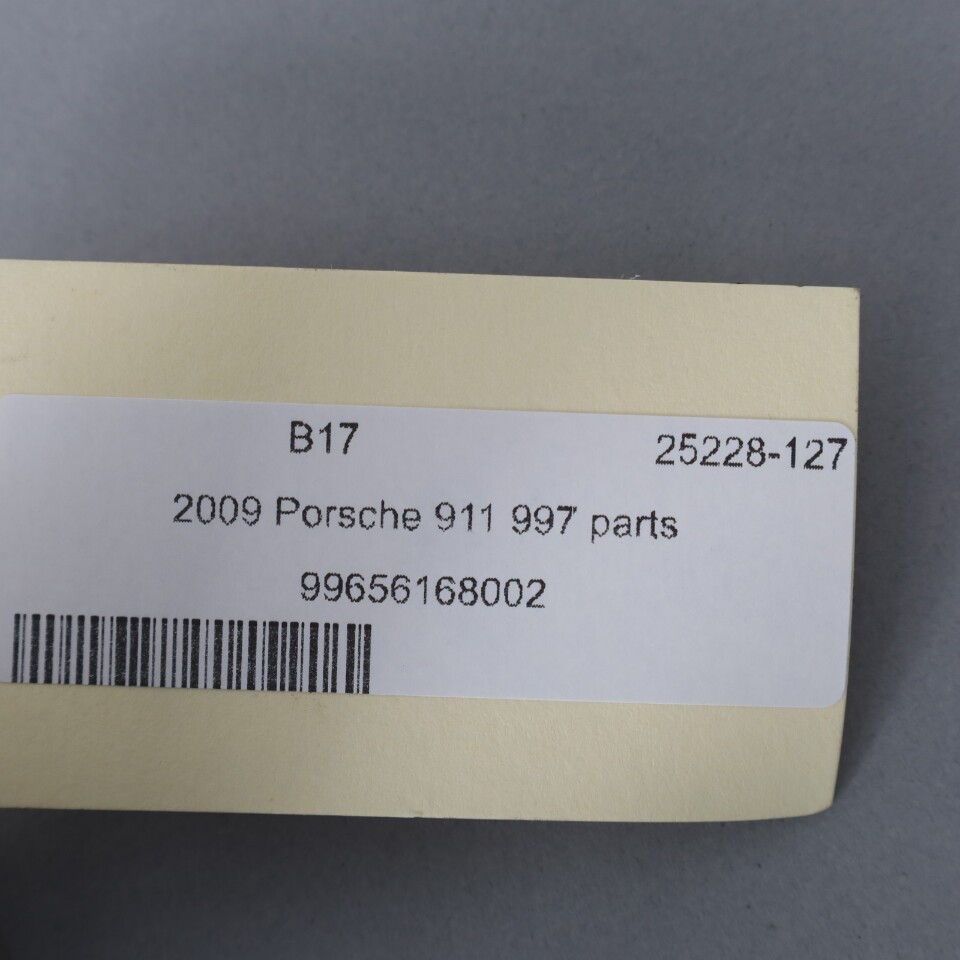 B17 25228-127
2009 Porsche 911 997 parts
99656168002